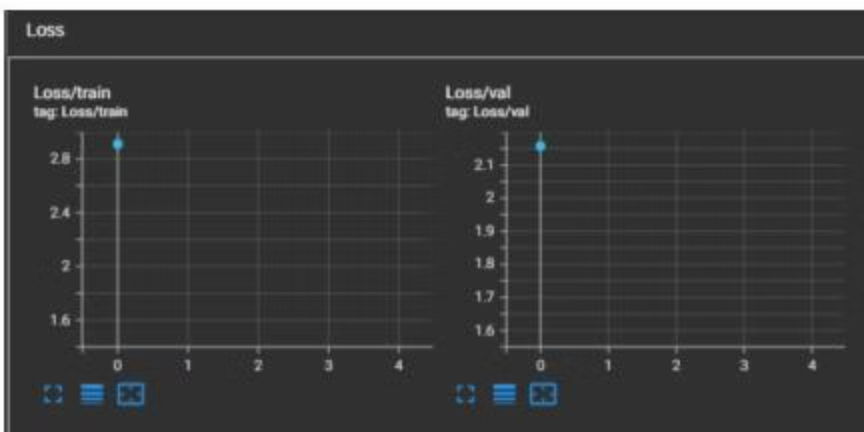 Loss
Loss/train
tag: Loss/train
2.8
2.4
2
1.6
0 1 2 3 4
Loss/val
tag: Loss/val
2.1
2
1.9
1.8
1.7
1.6
0 1 2 3 4